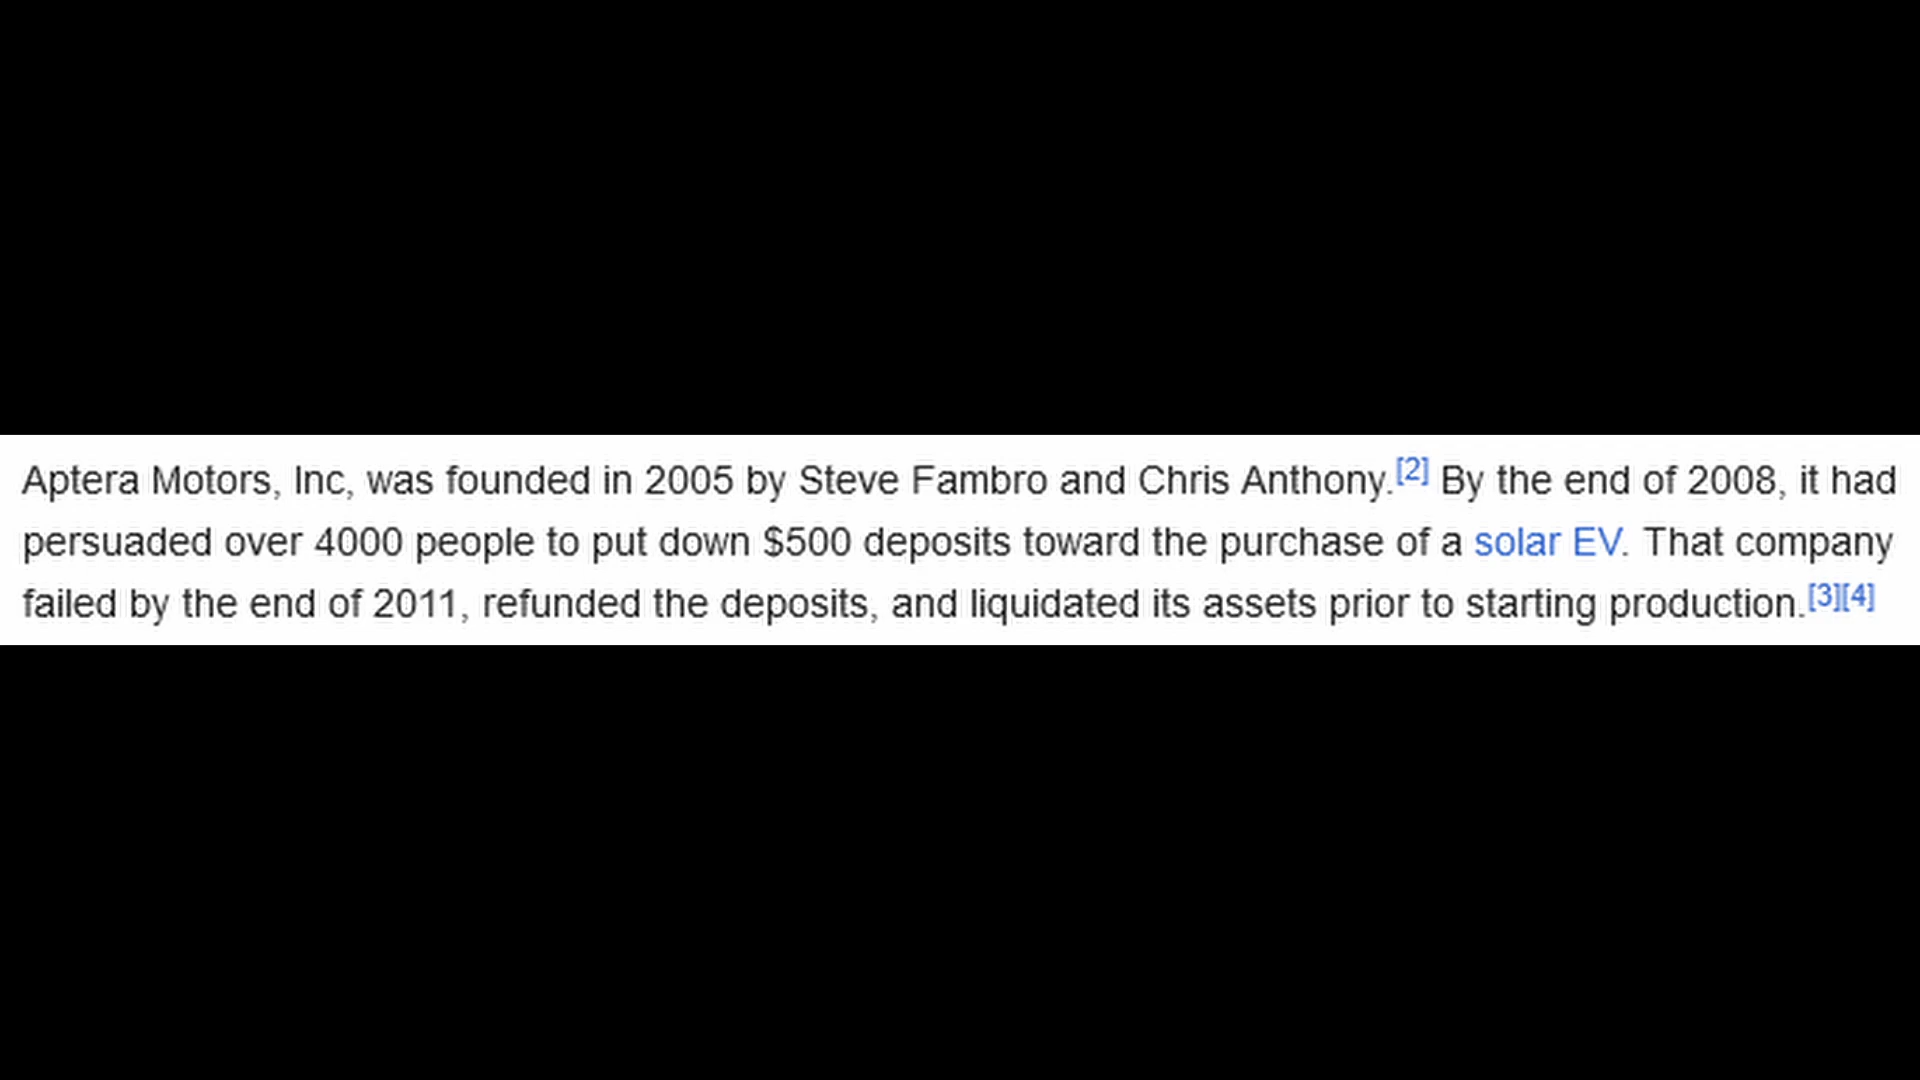 Aptera Motors, Inc, was founded in 2005 by Steve Fambro and Chris Anthony.[2] By the end of 2008, it had
persuaded over 4000 people to put down $500 deposits toward the purchase of a solar EV. That company
failed by the end of 2011, refunded the deposits, and liquidated its assets prior to starting production.[3][4]